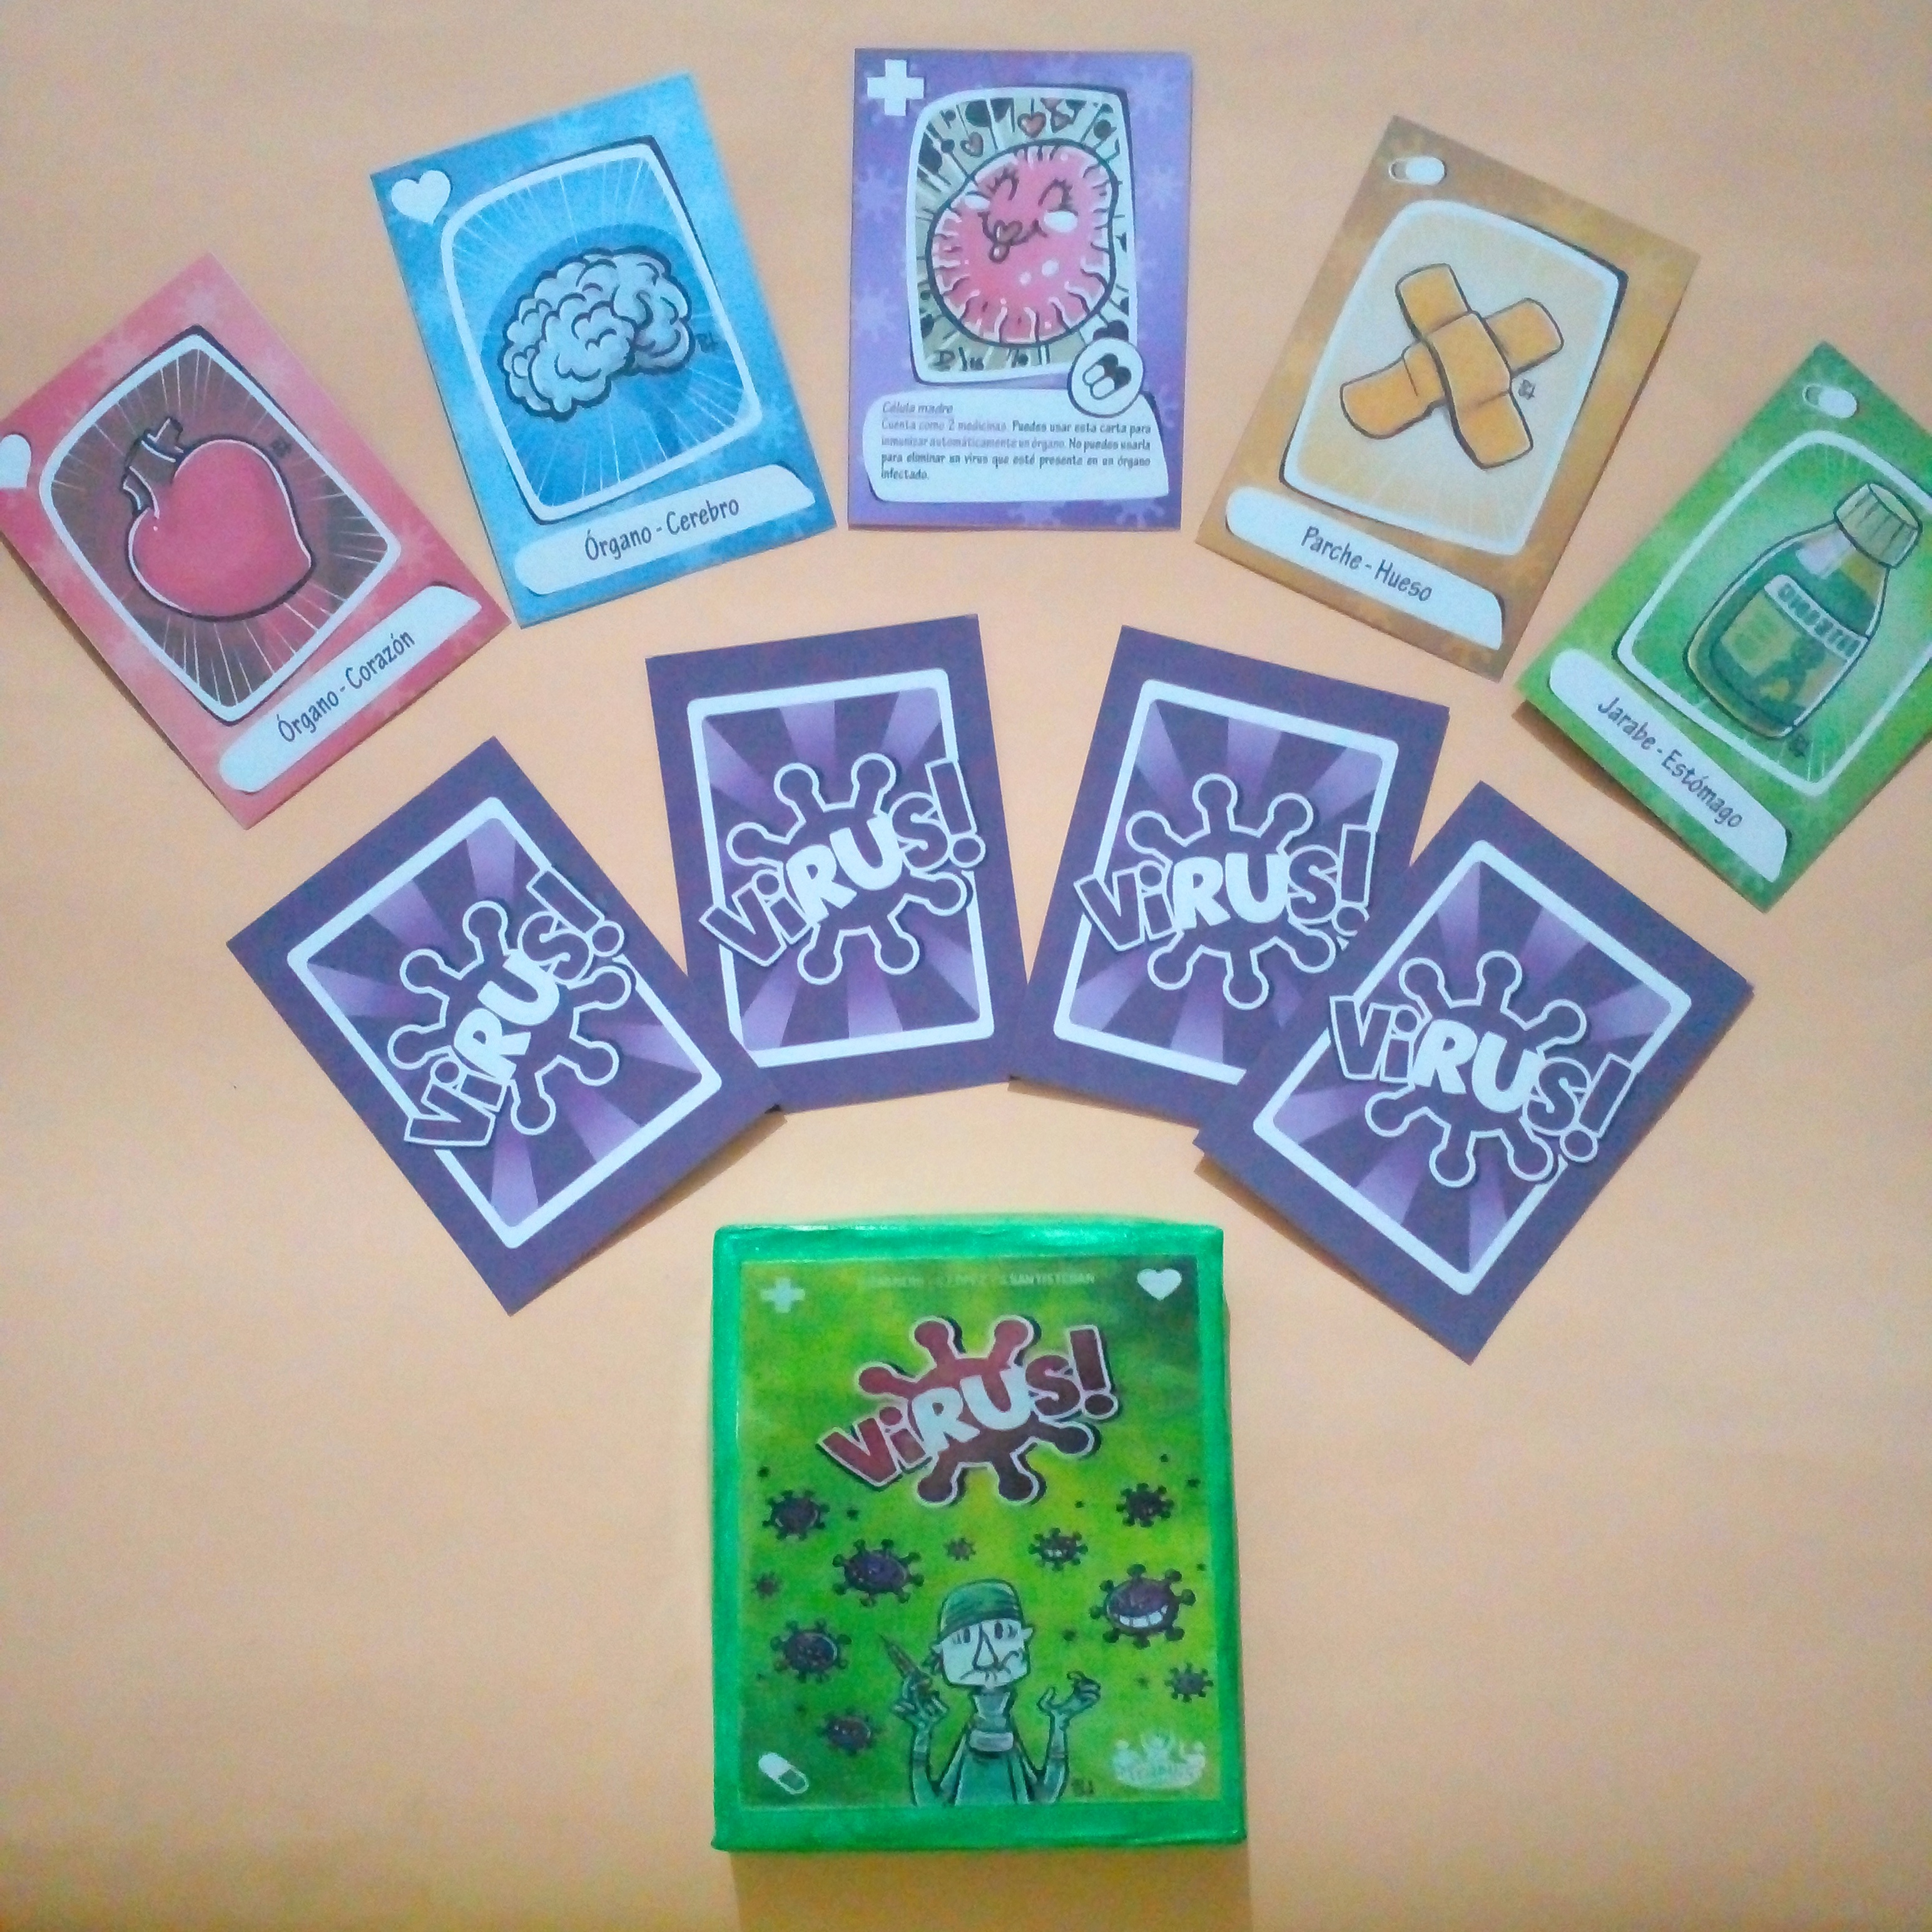 Órgano - Corazón
Órgano - Cerebro
Célula madre
Cuenta como 2 medicinas. Puedes usar esta carta para
inmunizar automáticamente un órgano. No puedes usarla
para eliminar un virus que esté presente en un órgano
infectado.
Parche - Hueso
Jarabe - Estómago
ViRUS!
ViRUS!
ViRUS!
ViRUS!
SANTISTEBAN
ViRUS!